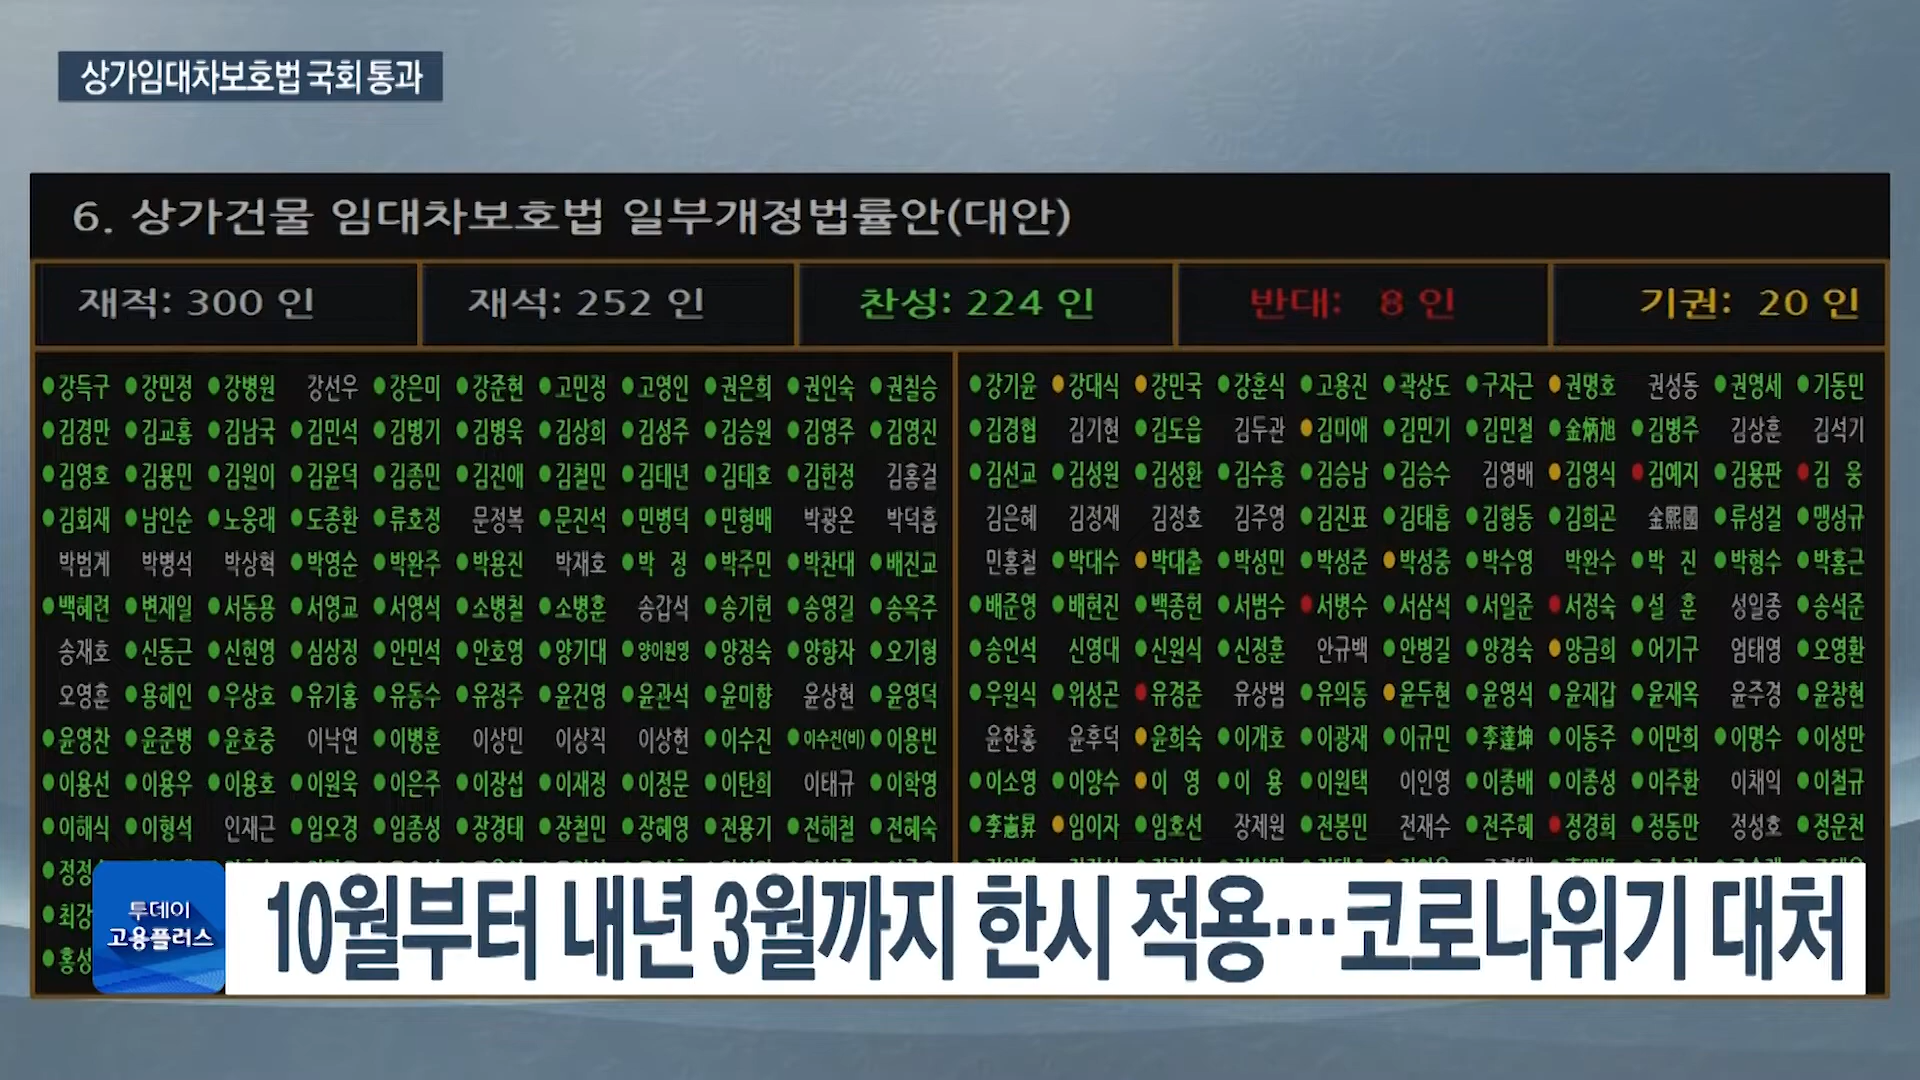 상가임대차보호법 국회 통과
6. 상가건물 임대차보호법 일부개정법률안(대안)
재적: 300 인 재석: 252 인 찬성: 224 인 반대: 8 인 기권: 20 인
강득구 강민정 강병원 강선우 강은미 강준현 고민정 고영인 권은희 권인숙 권칠승 강기윤 강대식 강민국 강훈식 고용진 곽상도 구자근 권명호 권성동 권영세 기동민
김경만 김교흥 김남국 김민석 김병기 김병욱 김상희 김성주 김승원 김영주 김영진 김경협 김기현 김도읍 김두관 김미애 김민기 김민철 金炳旭 김병주 김상훈 김석기
김영호 김용민 김원이 김윤덕 김종민 김진애 김철민 김태년 김태호 김한정 김홍걸 김선교 김성원 김성환 김수흥 김승남 김승수 김영배 김영식 김예지 김용판 김 웅
김회재 남인순 노웅래 도종환 류호정 문정복 문진석 민병덕 민형배 박광온 박덕흠 김은혜 김정재 김정호 김주영 김진표 김태흠 김형동 김희곤 金熙國 류성걸 맹성규
박범계 박병석 박상혁 박영순 박완주 박용진 박재호 박 정 박주민 박찬대 배진교 민홍철 박대수 박대출 박성민 박성준 박성중 박수영 박완수 박 진 박형수 박홍근
백혜련 변재일 서동용 서영교 서영석 소병철 소병훈 송갑석 송기헌 송영길 송옥주 배준영 배현진 백종헌 서범수 서병수 서삼석 서일준 서정숙 설 훈 성일종 송석준
송재호 신동근 신현영 심상정 안민석 안호영 양기대 양이원영 양정숙 양향자 오기형 송언석 신영대 신원식 신정훈 안규백 안병길 양경숙 양금희 어기구 엄태영 오영환
오영훈 용혜인 우상호 유기홍 유동수 유정주 윤건영 윤관석 윤미향 윤상현 윤영덕 우원식 위성곤 유경준 유상범 유의동 윤두현 윤영석 윤재갑 윤재옥 윤주경 윤창현
윤영찬 윤준병 윤호중 이낙연 이병훈 이상민 이상직 이상헌 이수진 이수진(비) 이용빈 윤한홍 윤후덕 윤희숙 이개호 이광재 이규민 李達坤 이동주 이만희 이명수 이성만
이용선 이용우 이용호 이원욱 이은주 이장섭 이재정 이정문 이탄희 이태규 이학영 이소영 이양수 이 영 이 용 이원택 이인영 이종배 이종성 이주환 이채익 이철규
이해식 이형석 인재근 임오경 임종성 장경태 장철민 장혜영 전용기 전해철 전혜숙 李憲昇 임이자 임호선 장제원 전봉민 전재수 전주혜 정경희 정동만 정성호 정운천
투데이
고용플러스
10월부터 내년 3월까지 한시 적용…코로나위기 대처